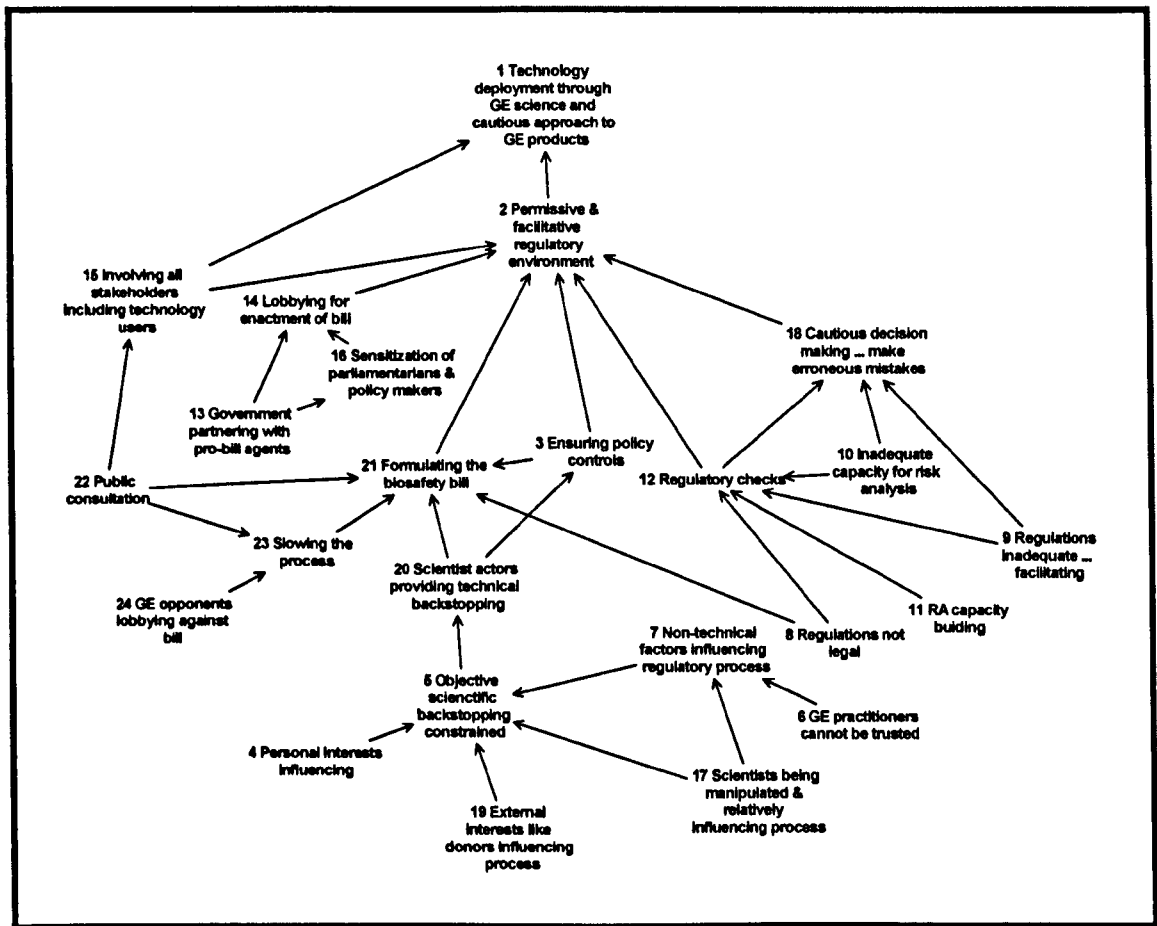 1 Technology
deployment through
GE science and
cautious approach to
GE products
2 Permissive &
facilitative
regulatory
environment
15 Involving all
stakeholders
including technology
users
14 Lobbying for
enactment of bill
16 Sensitization of
parliamentarians &
policy makers
13 Government
partnering with
pro-bill agents
18 Cautious decision
making ... make
erroneous mistakes
3 Ensuring policy
controls
21 Formulating the
biosafety bill
12 Regulatory checks
10 Inadequate
capacity for risk
analysis
22 Public
consultation
23 Slowing the
process
9 Regulations
inadequate ...
facilitating
20 Scientist actors
providing technical
backstopping
24 GE opponents
lobbying against
bill
11 RA capacity
buiding
8 Regulations not
legal
7 Non-technical
factors influencing
regulatory process
5 Objective
scienctific
backstopping
constrained
6 GE practitioners
cannot be trusted
4 Personal interests
influencing
17 Scientists being
manipulated &
relatively
influencing process
19 External
interests like
donors influencing
process